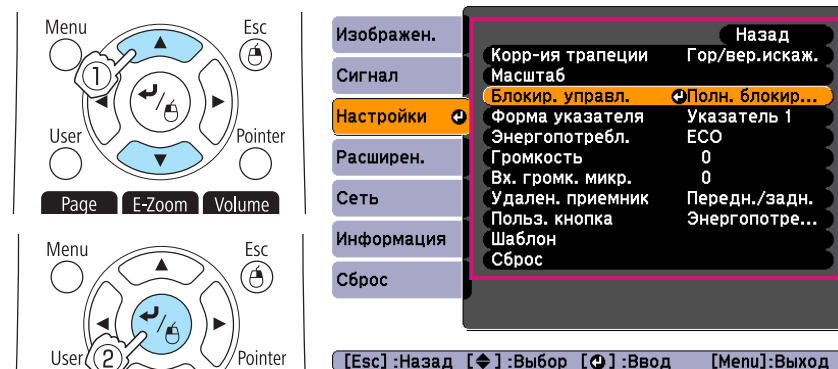 Menu
Esc
1
User
Pointer
Page
E-Zoom
Volume
Menu
Esc
User
2
Pointer
Изображен.
Сигнал
Настройки
Расширен.
Сеть
Информация
Сброс
Назад
Корр-ия трапеции Гор/вер.искаж.
Масштаб
Блокир. управл. Полн. блокир...
Форма указателя Указатель 1
Энергопотребл. ECO
Громкость 0
Вх. громк. микр. 0
Удален. приемник Передн./задн.
Польз. кнопка Энергопотре...
Шаблон
Сброс
[Esc] :Назад [◆] :Выбор [⏎] :Ввод [Menu]:Выход